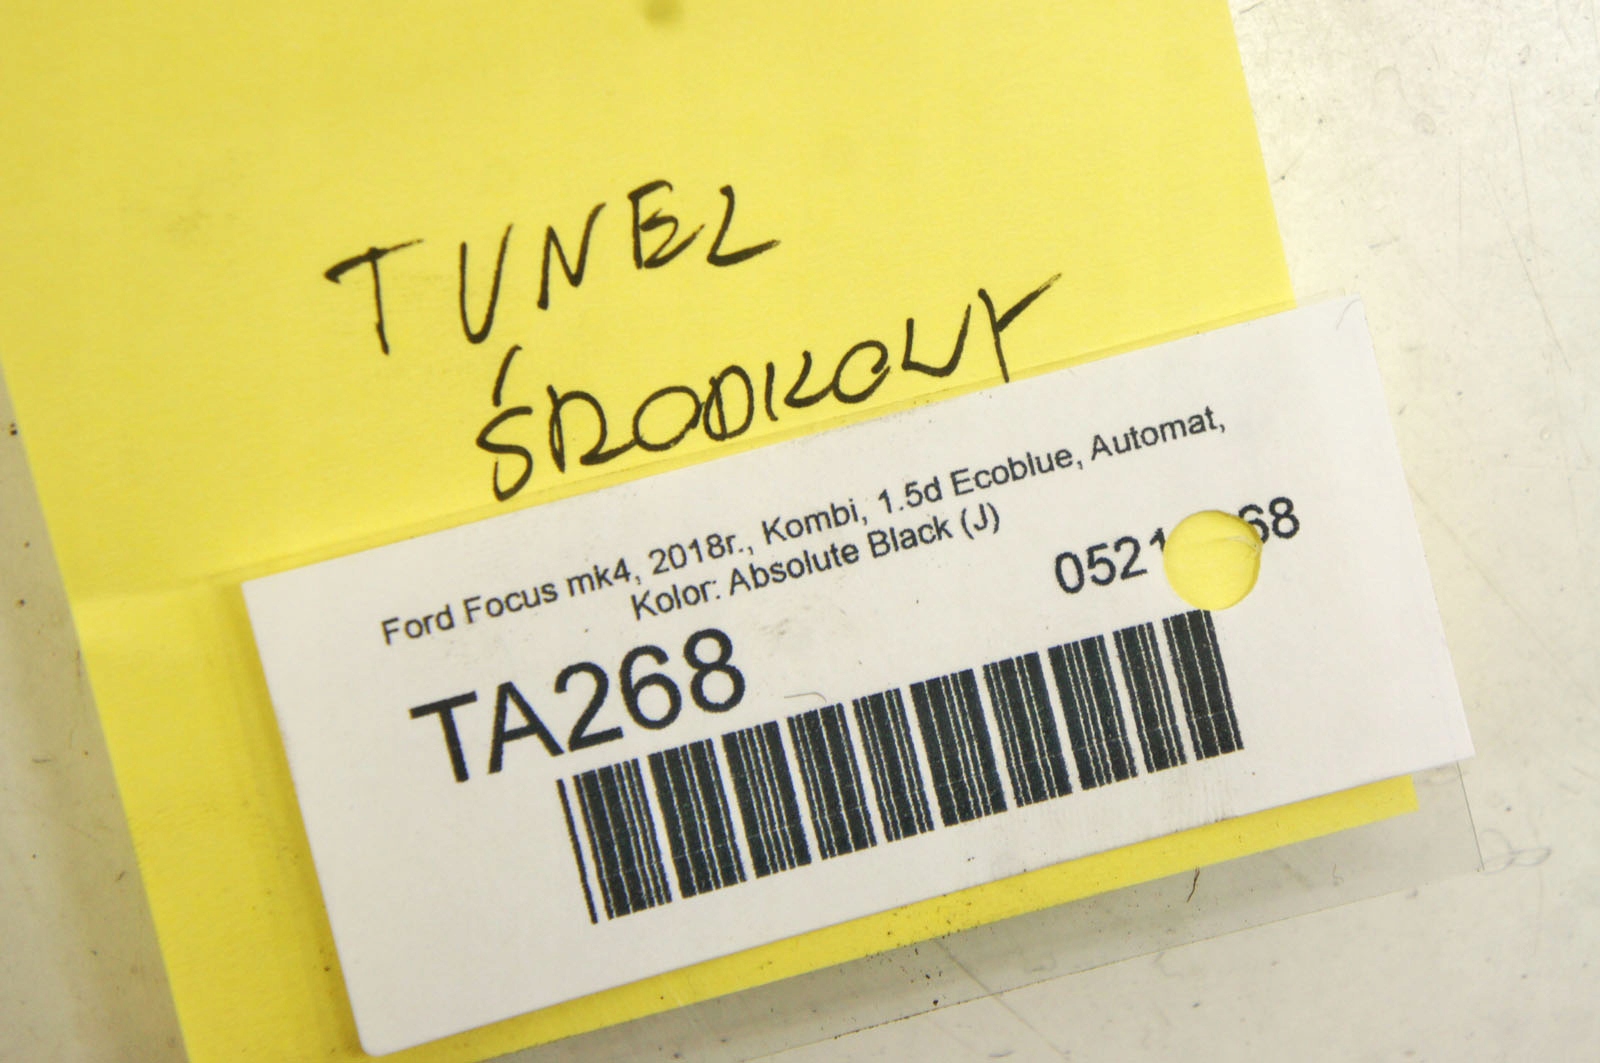 TUNEL
ŚRODKOWY
Ford Focus mk4, 2018r., Kombi, 1.5d Ecoblue, Automat,
Kolor: Absolute Black (J)
TA268